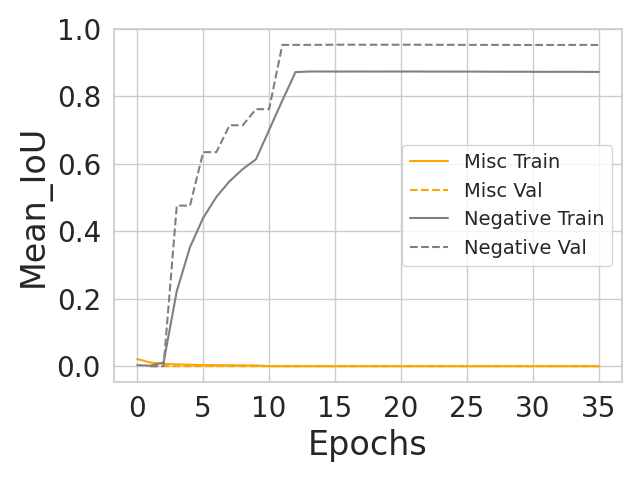 1.0
0.8
0.6
0.4
0.2
0.0
Mean_IoU
Misc Train
Misc Val
Negative Train
Negative Val
0 5 10 15 20 25 30 35
Epochs